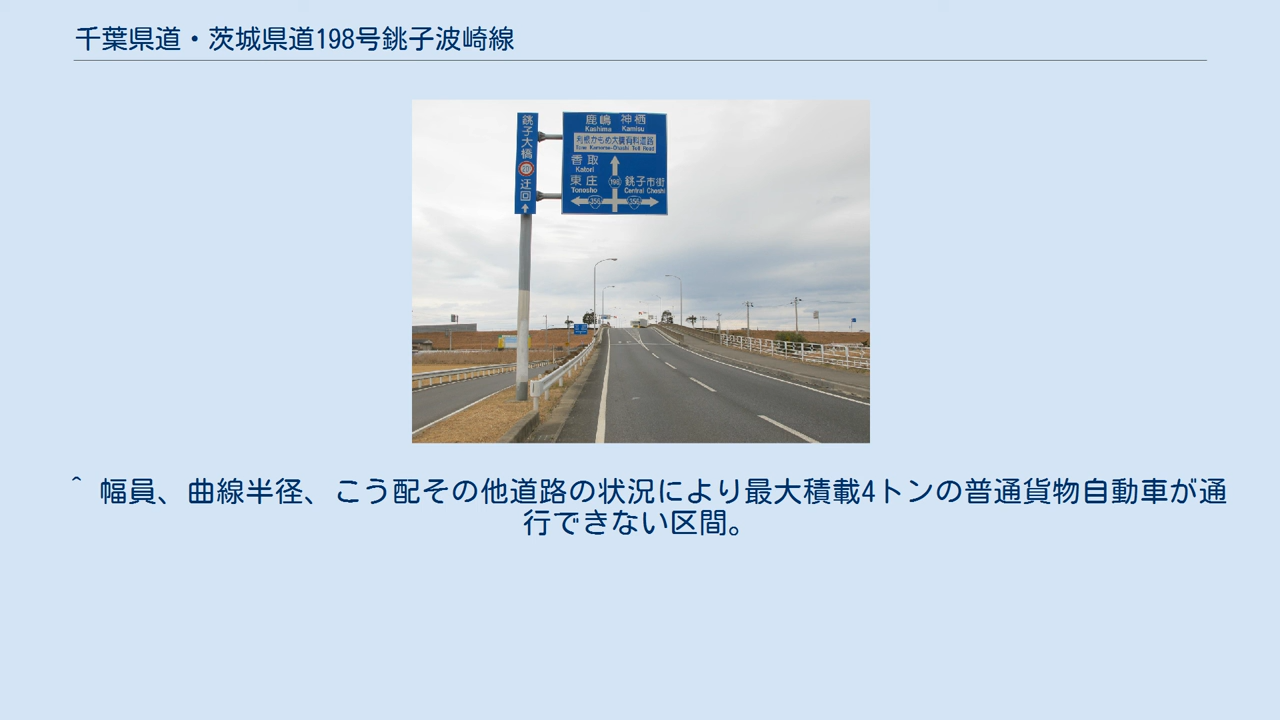 千葉県道・茨城県道198号銚子波崎線
銚子大橋
20
迂回
鹿嶋 神栖
Kashima Kamisu
利根かもめ大橋有料道路
Tone Kamome-Ohashi Toll Road
香取
Katori
東庄
Tonosho
198
銚子市街
Central Choshi
356
356
^ 幅員、曲線半径、こう配その他道路の状況により最大積載4トンの普通貨物自動車が通
行できない区間。